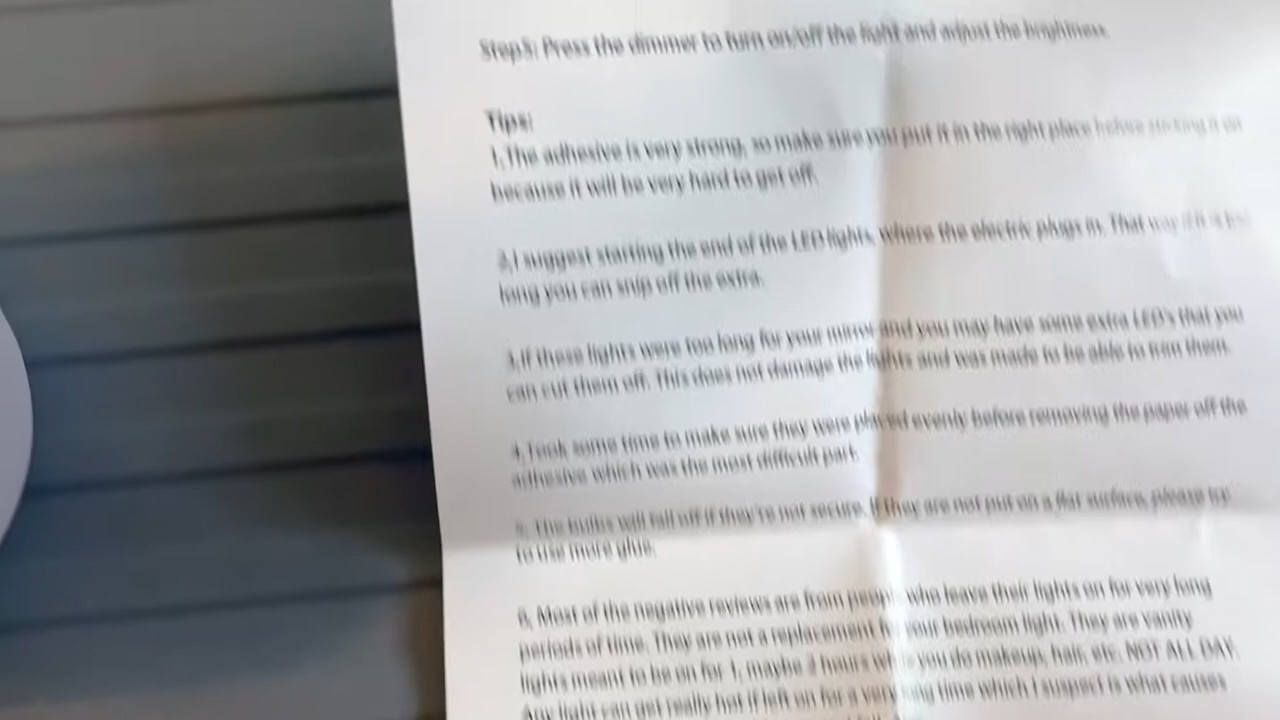 Step5: Press the dimmer to turn on/off the light and adjust the brightness.
Tips:
1.The adhesive is very strong, so make sure you put it in the right place before sticking it on
because it will be very hard to get off.
2.I suggest starting the end of the LED lights, where the electric plugs in. That way if it is too
long you can snip off the extra.
3.If these lights were too long for your mirror and you may have some extra LED's that you
can cut them off. This does not damage the lights and was made to be able to trim them.
4.Took some time to make sure they were placed evenly before removing the paper off the
adhesive which was the most difficult part.
5. The bulbs will fall off if they're not secure. If they are not put on a flat surface, please try
to use more glue.
6. Most of the negative reviews are from people who leave their lights on for very long
periods of time. They are not a replacement for your bedroom light. They are vanity
lights meant to be on for 1, maybe 2 hours while you do makeup, hair, etc. NOT ALL DAY.
Any light can get really hot if left on for a very long time which I suspect is what causes